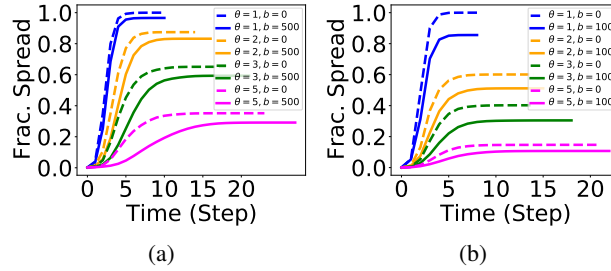 1.0
0.8
0.6
0.4
0.2
0.0
Frac. Spread
0 5 10 15 20
Time (Step)
θ = 1, b = 0
θ = 1, b = 500
θ = 2, b = 0
θ = 2, b = 500
θ = 3, b = 0
θ = 3, b = 500
θ = 5, b = 0
θ = 5, b = 500
(a)
1.0
0.8
0.6
0.4
0.2
0.0
Frac. Spread
0 5 10 15 20
Time (Step)
θ = 1, b = 0
θ = 1, b = 100
θ = 2, b = 0
θ = 2, b = 100
θ = 3, b = 0
θ = 3, b = 100
θ = 5, b = 0
θ = 5, b = 100
(b)